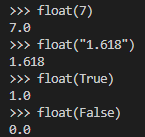 >>> float(7)
7.0
>>> float("1.618")
1.618
>>> float(True)
1.0
>>> float(False)
0.0